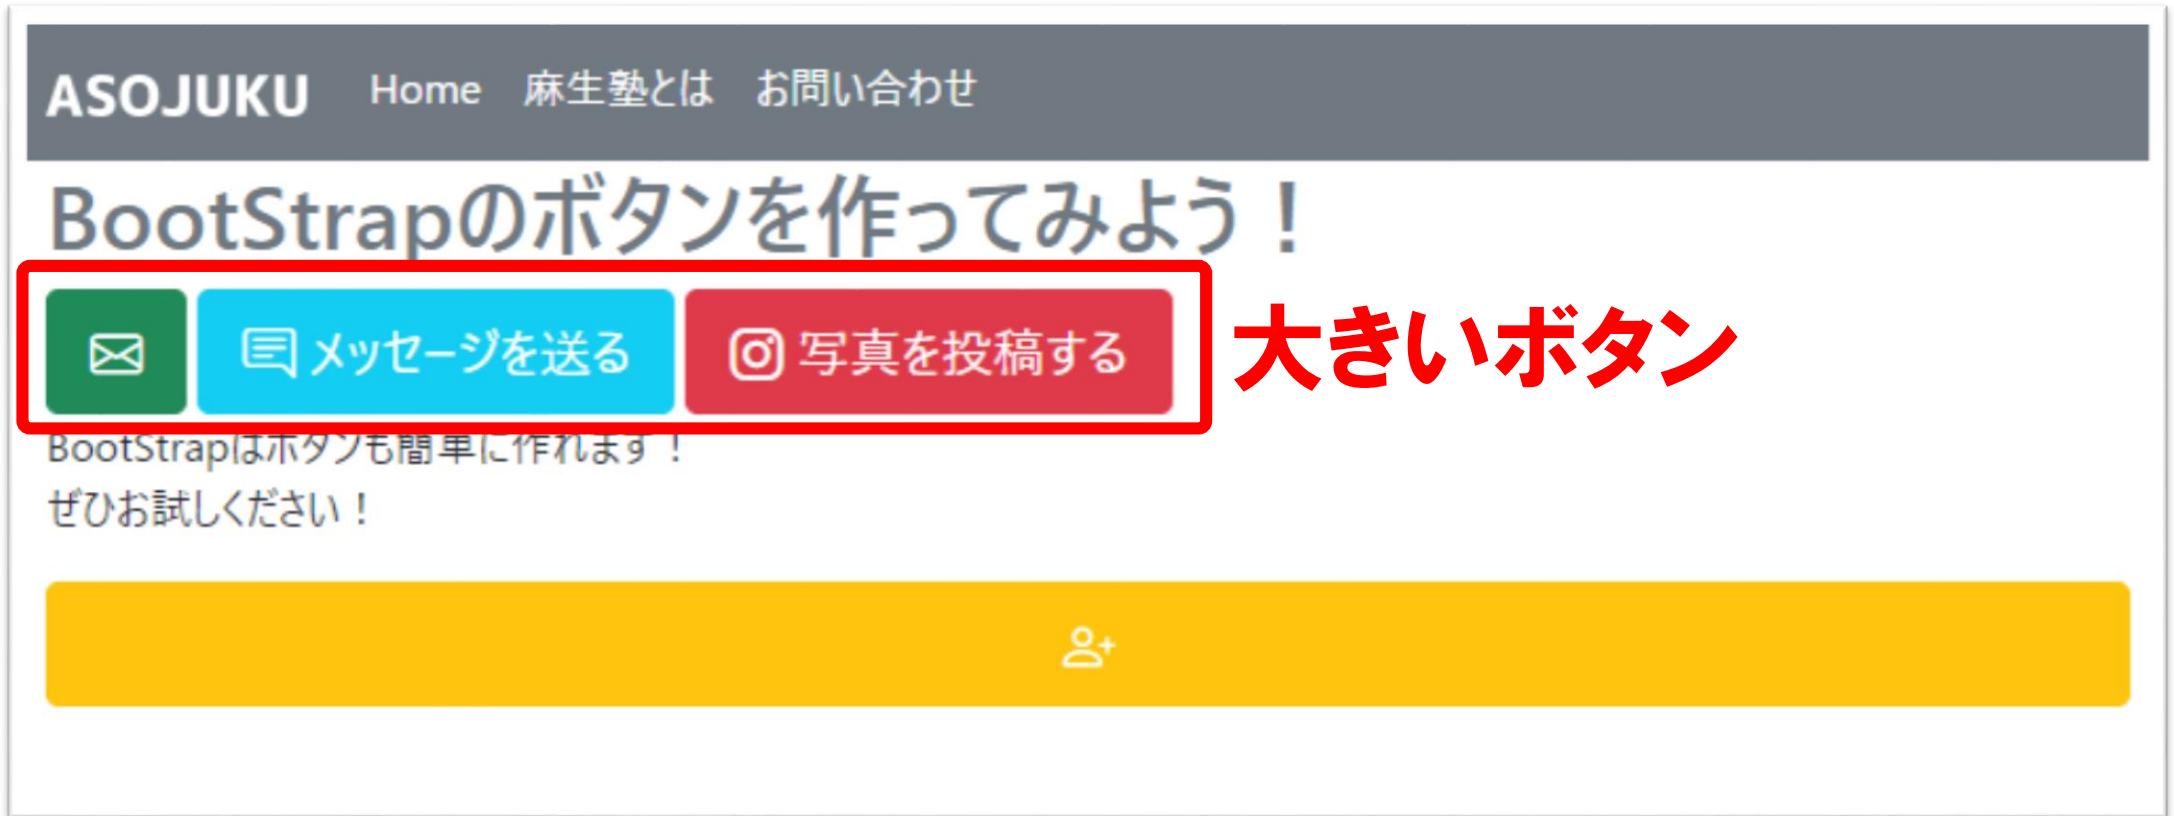 ASOJUKU Home 麻生塾とは お問い合わせ
BootStrapのボタンを作ってみよう！
メッセージを送る 写真を投稿する 大きいボタン
BootStrapはボタンも簡単に作れます！
ぜひお試しください！